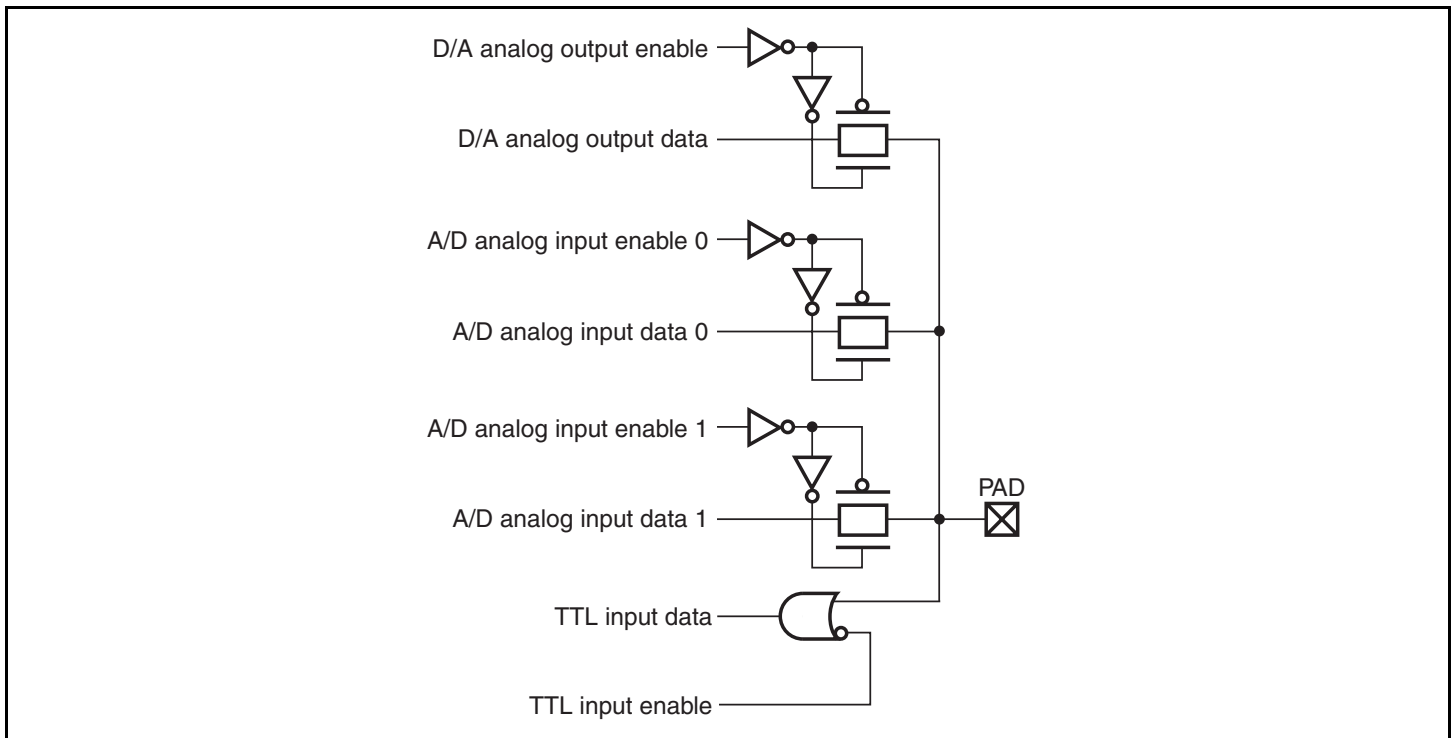 D/A analog output enable
D/A analog output data
A/D analog input enable 0
A/D analog input data 0
A/D analog input enable 1
PAD
A/D analog input data 1
TTL input data
TTL input enable